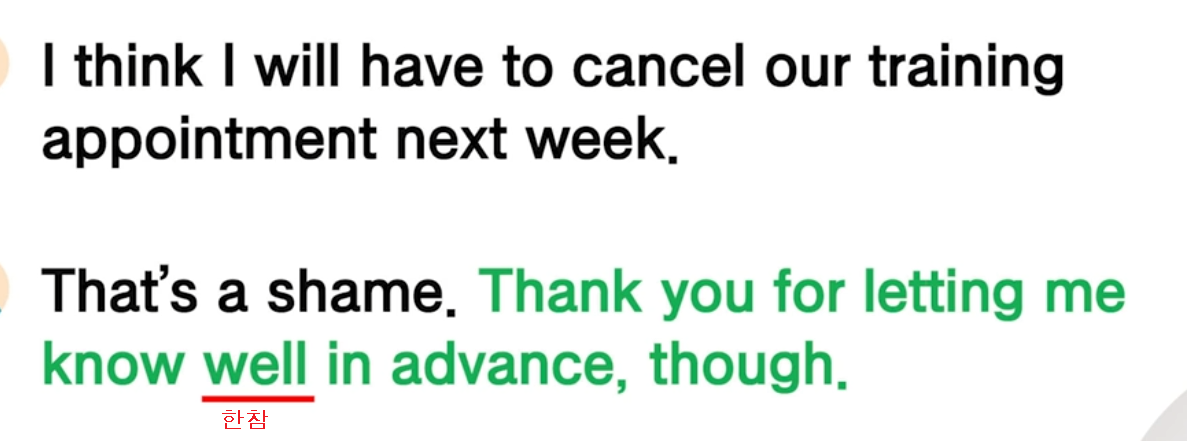 I think I will have to cancel our training
appointment next week.
That's a shame. Thank you for letting me
know well in advance, though.
한참